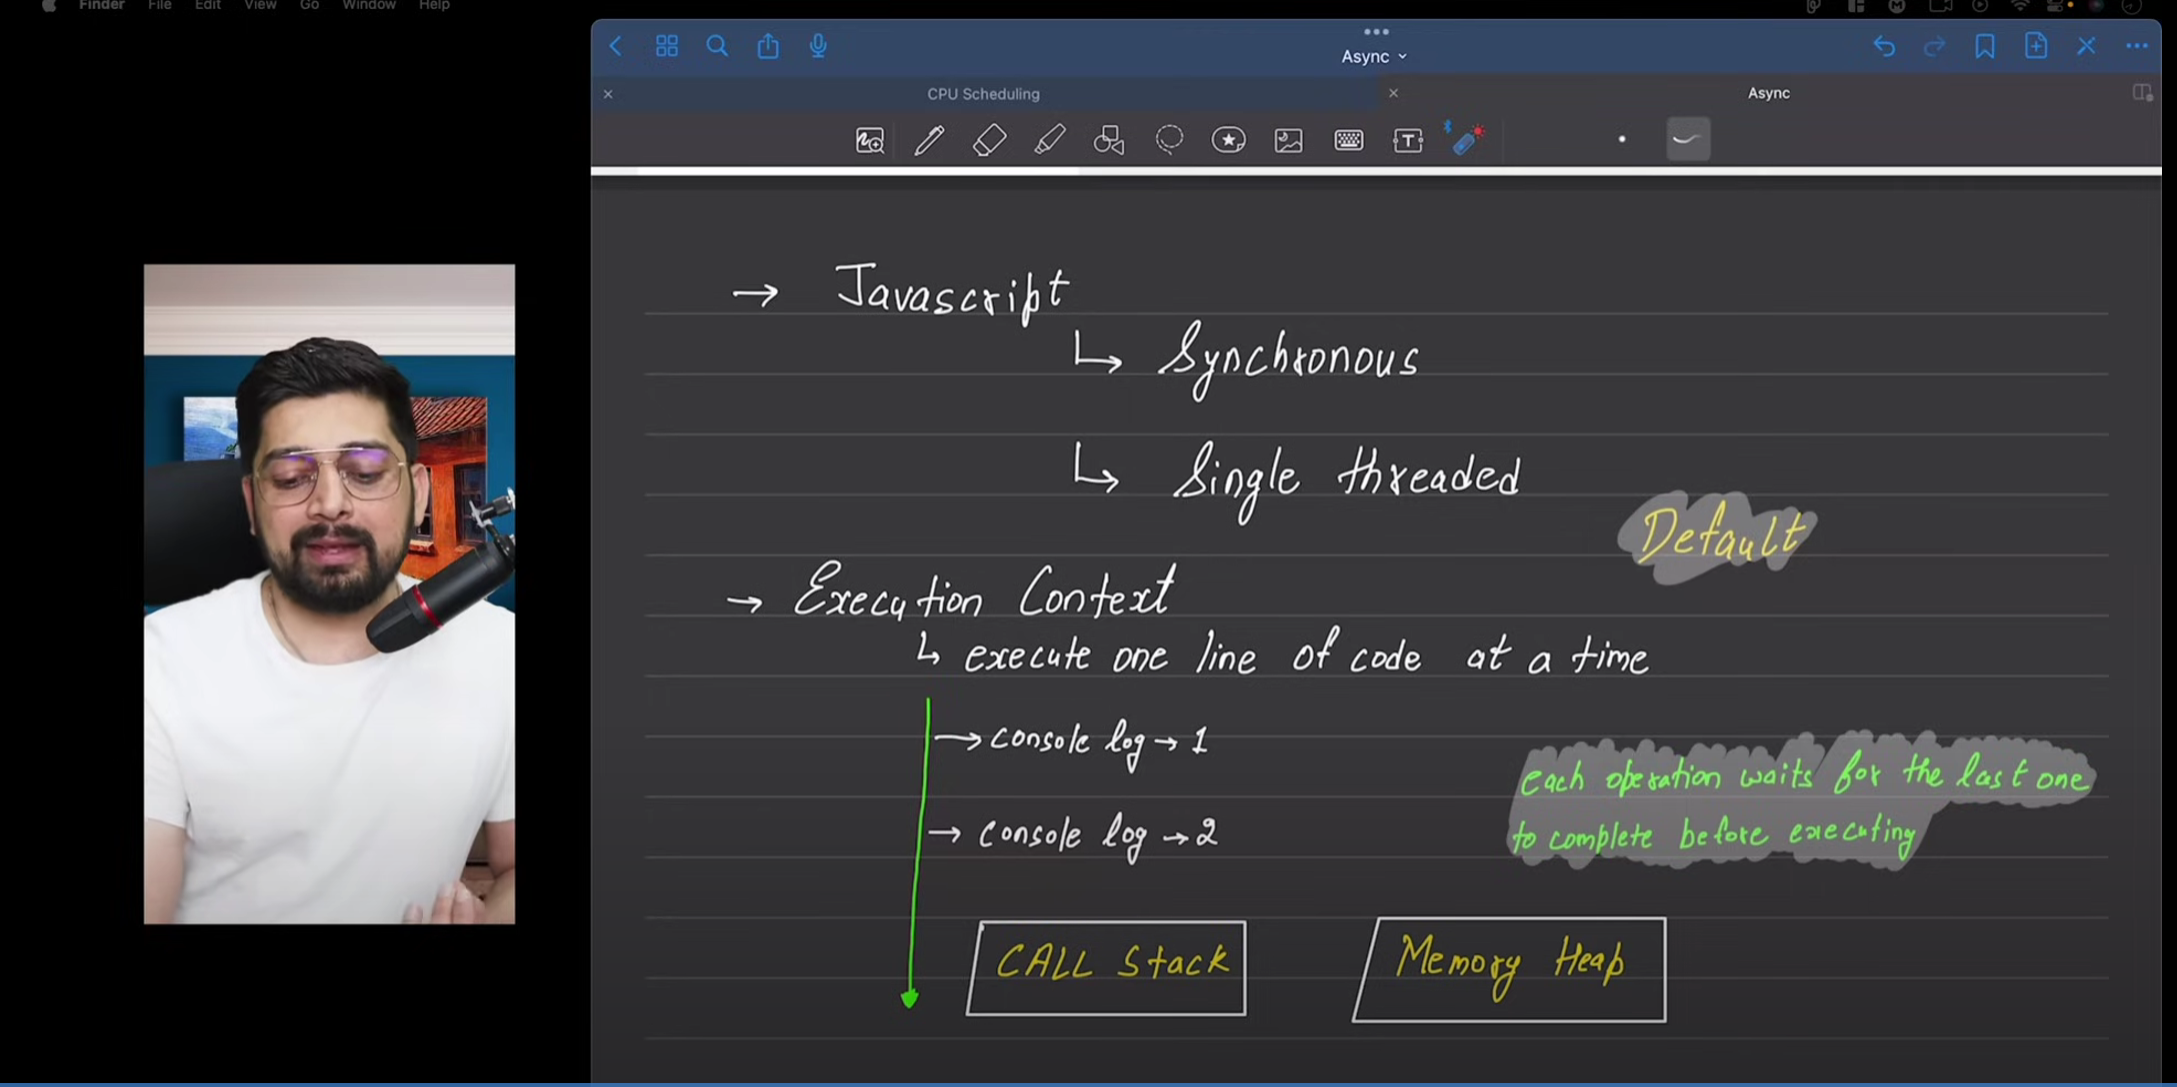 Finder File Edit View Go Window Help
Async
CPU Scheduling
Async
→ Javascript
↳ Synchronous
↳ Single threaded
Default
→ Execution Context
↳ execute one line of code at a time
→ console log → 1
each operation waits for the last one
to complete before executing
→ console log → 2
CALL Stack
Memory Heap